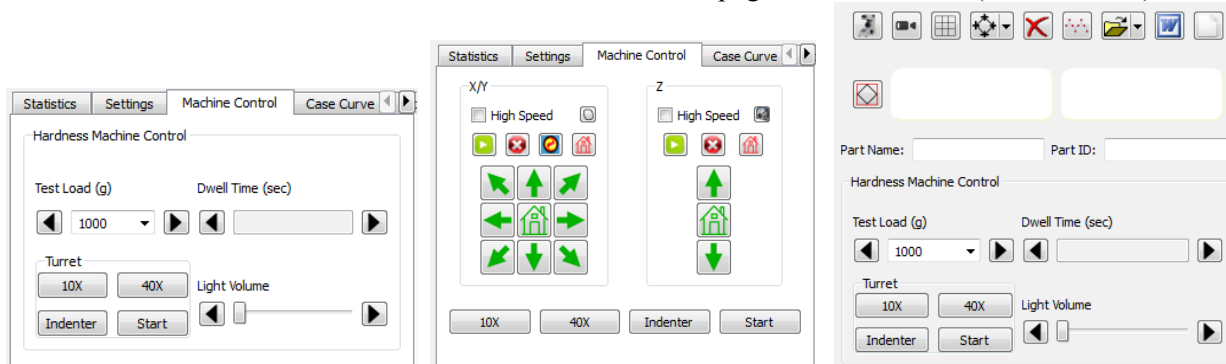 Statistics Settings Machine Control Case Curve
Hardness Machine Control
Test Load (g) Dwell Time (sec)
1000
Turret
10X 40X Light Volume
Indenter Start
Statistics Settings Machine Control Case Curve
X/Y Z
High Speed High Speed
10X 40X Indenter Start
W
Part Name: Part ID:
Hardness Machine Control
Test Load (g) Dwell Time (sec)
1000
Turret
10X 40X Light Volume
Indenter Start